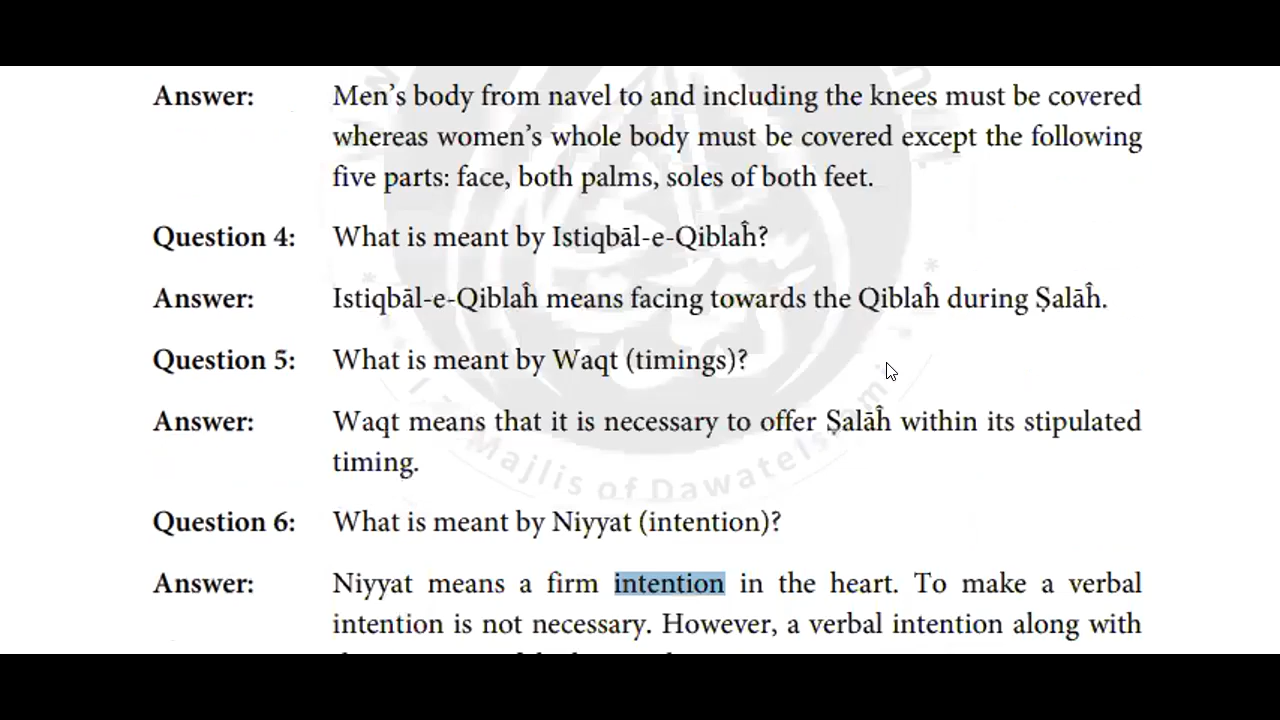 Answer: Men’s body from navel to and including the knees must be covered
whereas women’s whole body must be covered except the following
five parts: face, both palms, soles of both feet.
Question 4: What is meant by Istiqbāl-e-Qiblaĥ?
Answer: Istiqbāl-e-Qiblaĥ means facing towards the Qiblaĥ during Ṣalāĥ.
Question 5: What is meant by Waqt (timings)?
Answer: Waqt means that it is necessary to offer Ṣalāĥ within its stipulated
timing.
Majlis of DawateIslami
Question 6: What is meant by Niyyat (intention)?
Answer: Niyyat means a firm intention in the heart. To make a verbal
intention is not necessary. However, a verbal intention along with